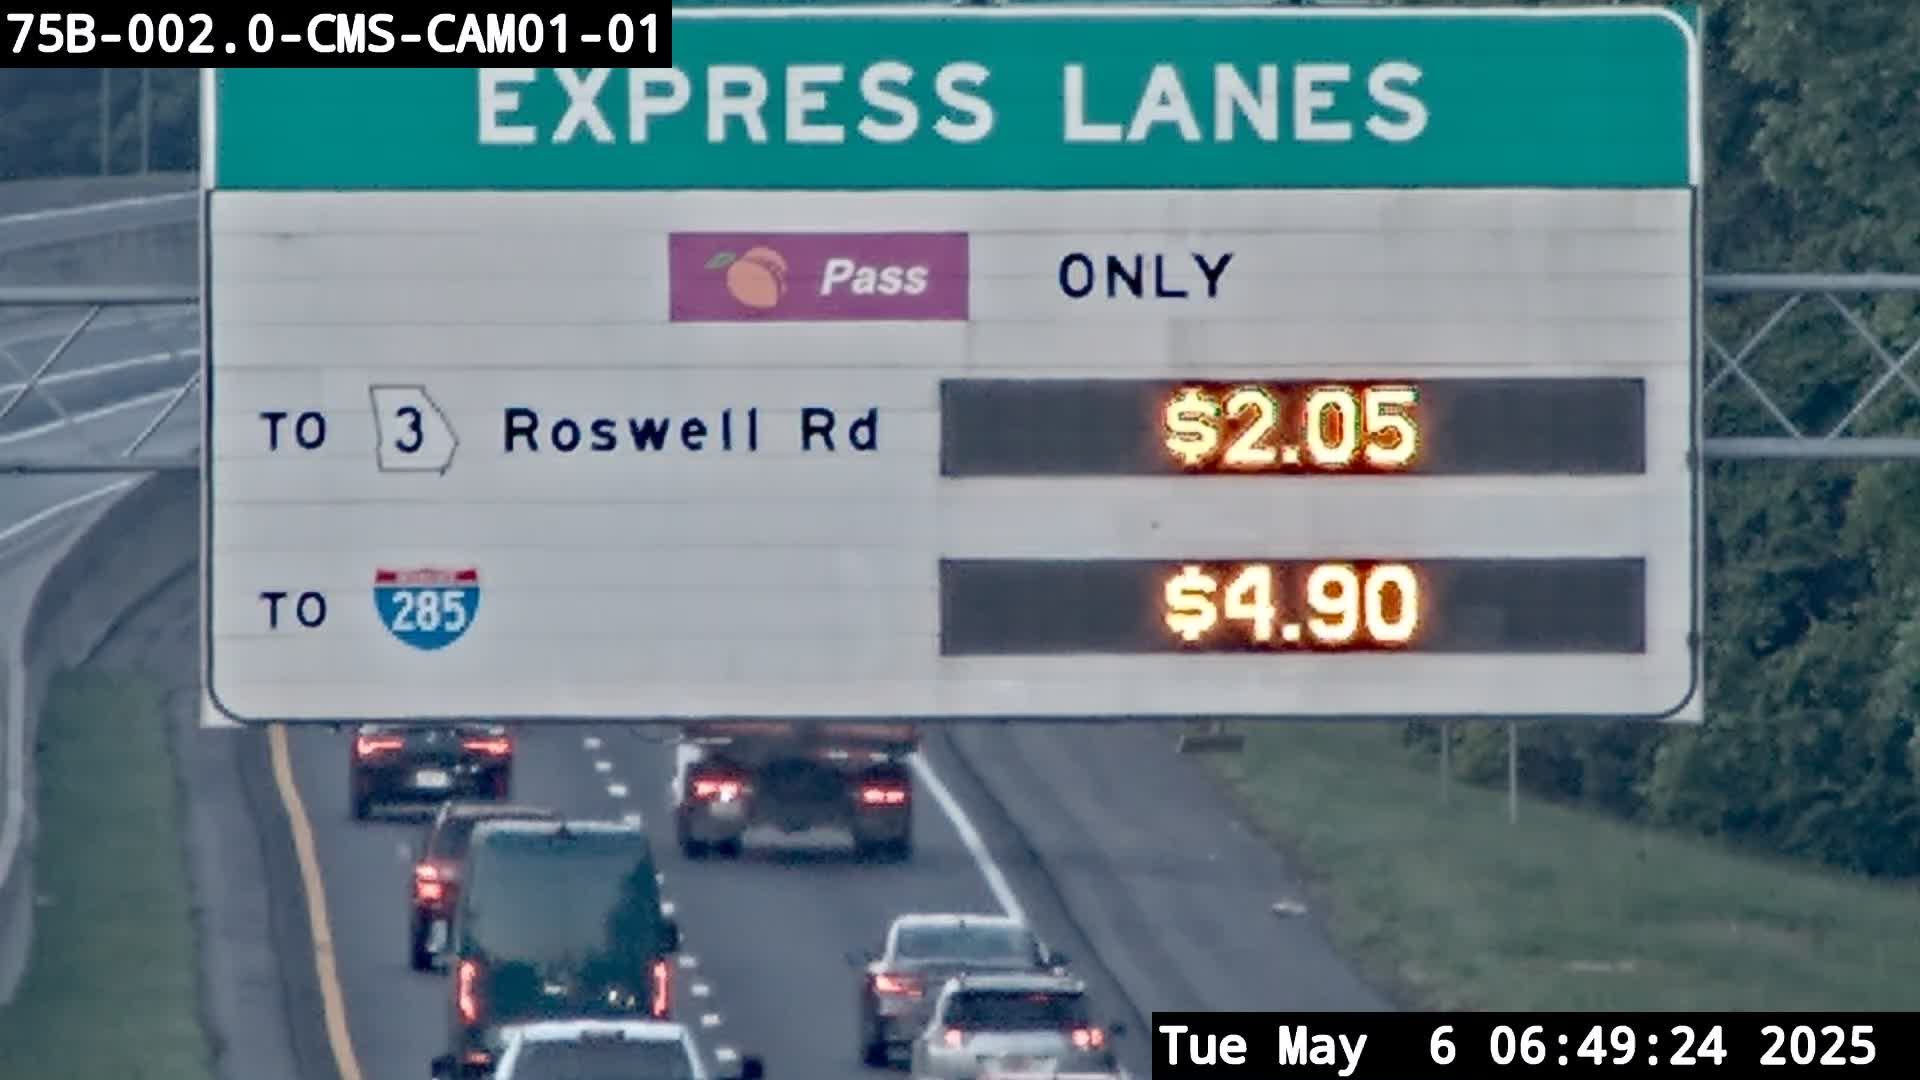 75B-002.0-CMS-CAM01-01
EXPRESS LANES
Pass ONLY
TO 3 Roswell Rd $2.05
TO 285 $4.90
Tue May 6 06:49:24 2025